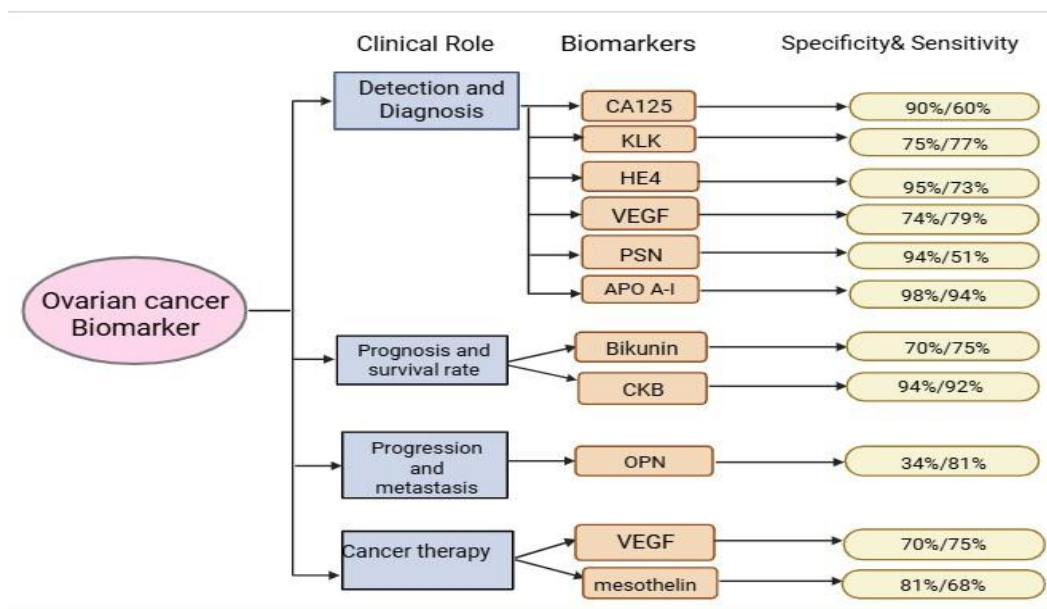 Clinical Role Biomarkers Specificity& Sensitivity
Detection and
Diagnosis
CA125 90%/60%
KLK 75%/77%
HE4 95%/73%
VEGF 74%/79%
PSN 94%/51%
APO A-I 98%/94%
Ovarian cancer
Biomarker
Prognosis and
survival rate
Bikunin 70%/75%
CKB 94%/92%
Progression
and
metastasis
OPN 34%/81%
Cancer therapy
VEGF 70%/75%
mesothelin 81%/68%